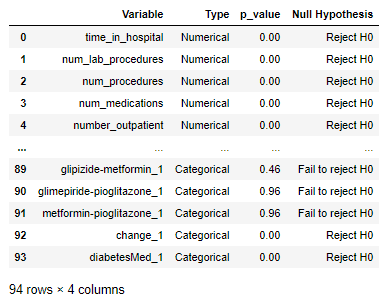 Variable Type p_value Null Hypothesis
0 time_in_hospital Numerical 0.00 Reject H0
1 num_lab_procedures Numerical 0.00 Reject H0
2 num_procedures Numerical 0.00 Reject H0
3 num_medications Numerical 0.00 Reject H0
4 number_outpatient Numerical 0.00 Reject H0
... ... ... ... ...
89 glipizide-metformin_1 Categorical 0.46 Fail to reject H0
90 glimepiride-pioglitazone_1 Categorical 0.96 Fail to reject H0
91 metformin-pioglitazone_1 Categorical 0.96 Fail to reject H0
92 change_1 Categorical 0.00 Reject H0
93 diabetesMed_1 Categorical 0.00 Reject H0
94 rows × 4 columns